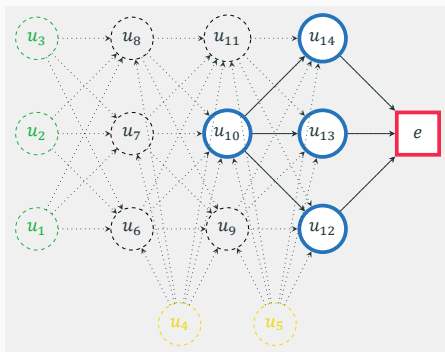 u₃ u₈ u₁₁ u₁₄
u₂ u₇ u₁₀ u₁₃ e
u₁ u₆ u₉ u₁₂
u₄ u₅